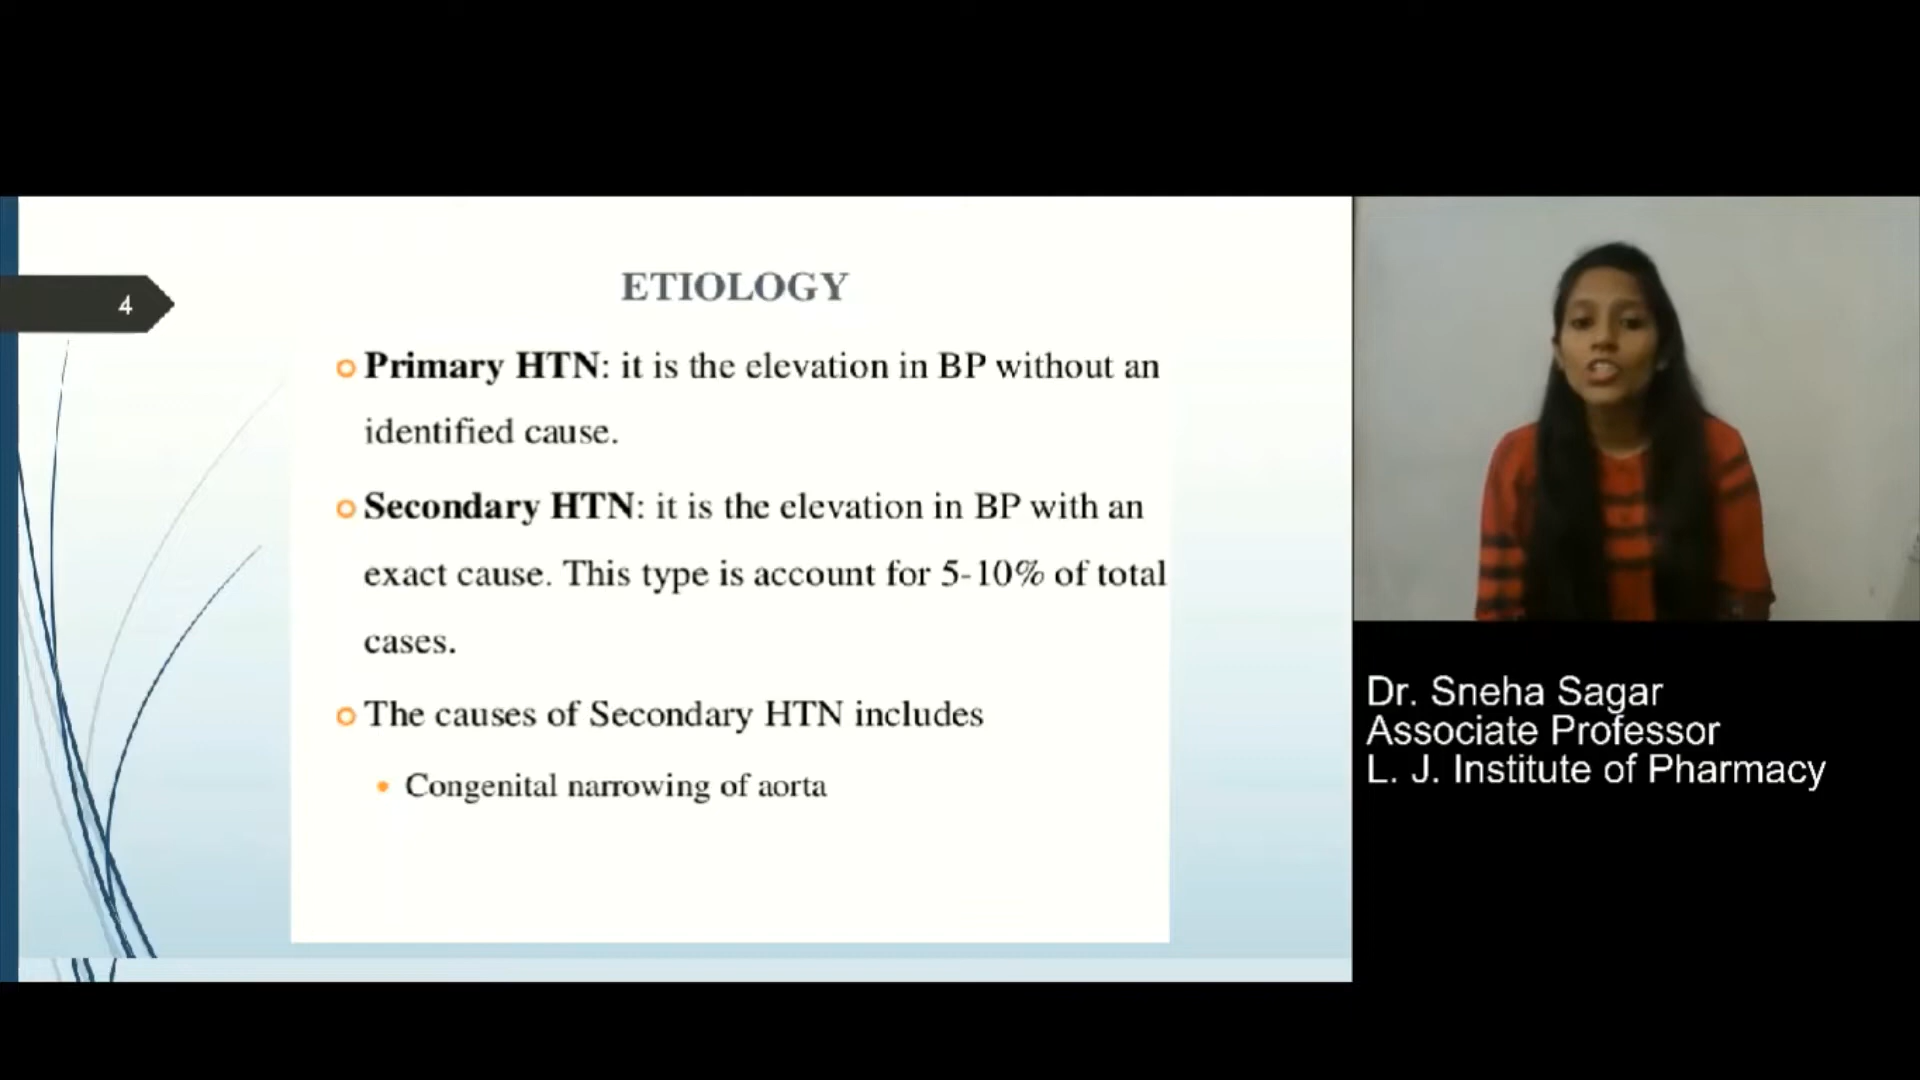 4
ETIOLOGY
Primary HTN: it is the elevation in BP without an
identified cause.
Secondary HTN: it is the elevation in BP with an
exact cause. This type is account for 5-10% of total
cases.
The causes of Secondary HTN includes
Congenital narrowing of aorta
Dr. Sneha Sagar
Associate Professor
L. J. Institute of Pharmacy